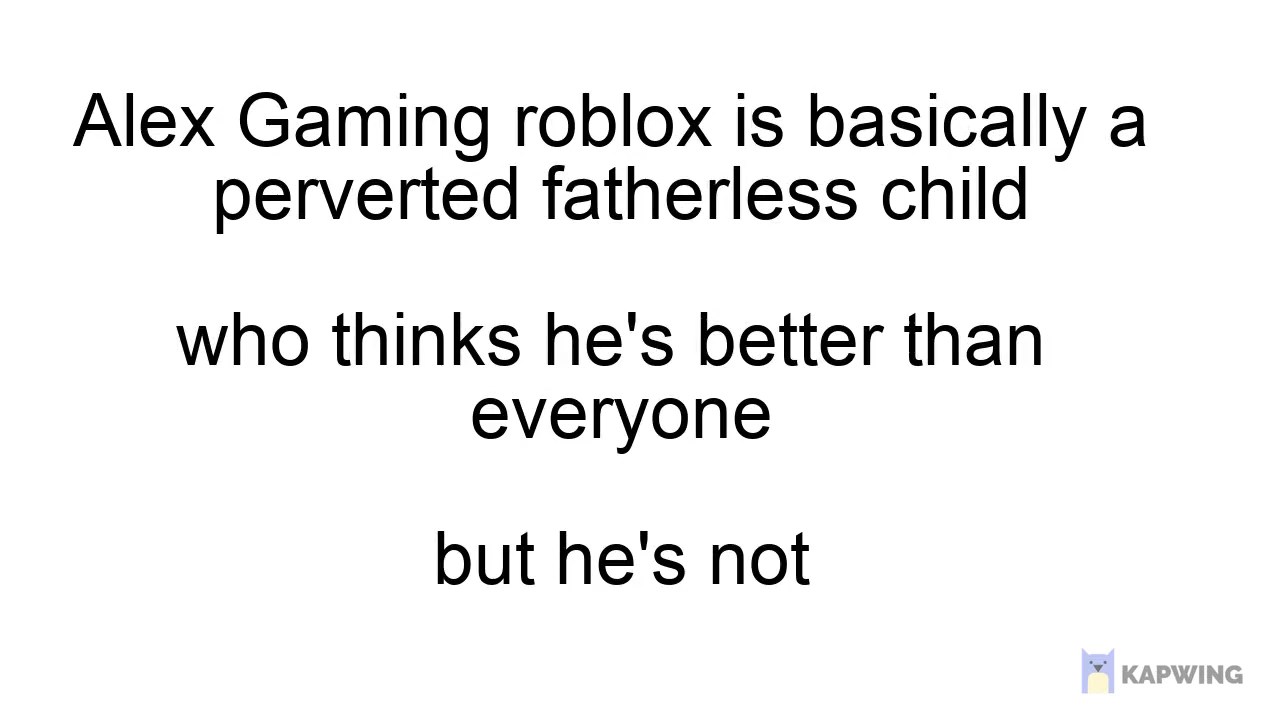 Alex Gaming roblox is basically a
perverted fatherless child
who thinks he's better than
everyone
but he's not
KAPWING